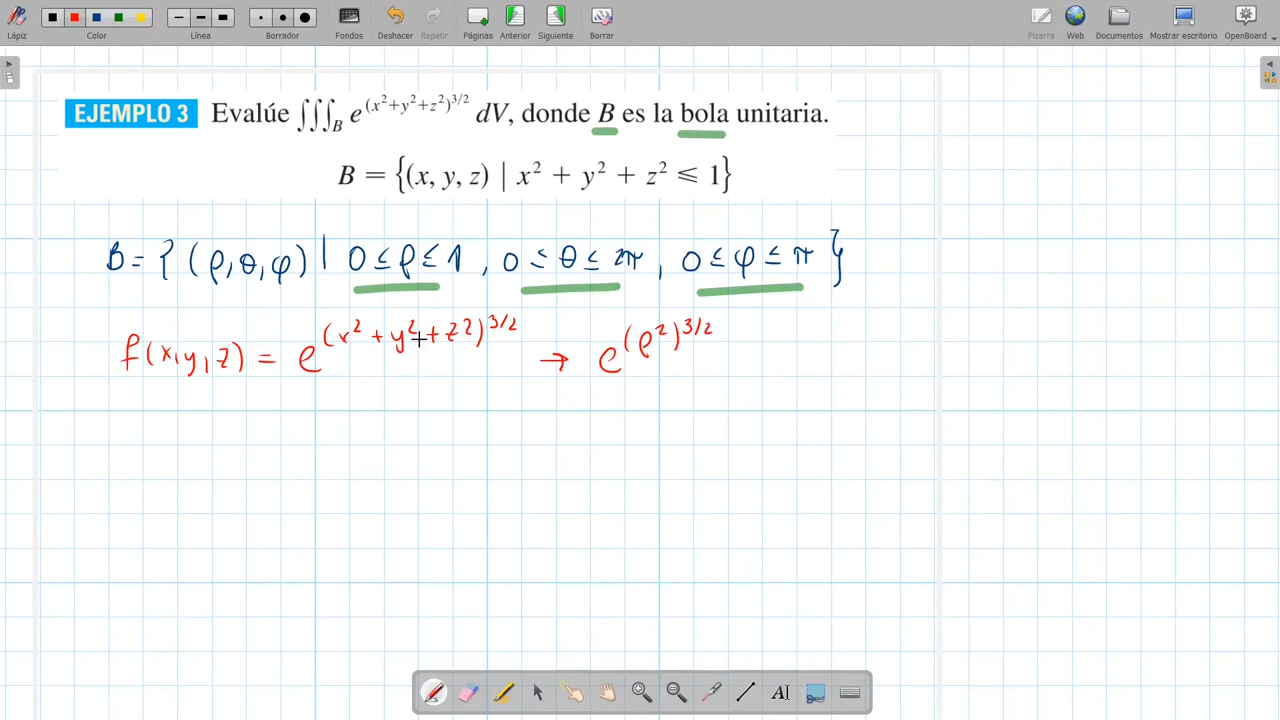 Lápiz Color Línea Borrador Fondos Deshacer Repetir Páginas Anterior Siguiente Borrar Pizarra Web Documentos Mostrar escritorio OpenBoard
EJEMPLO 3 Evalúe ∭_B e^{(x²+y²+z²)^{3/2}} dV, donde B es la bola unitaria.
B = {(x, y, z) | x² + y² + z² ⩽ 1}
B = { (ρ, θ, φ) | 0 ≤ ρ ≤ 1 , 0 ≤ θ ≤ 2π , 0 ≤ φ ≤ π }
f(x,y,z) = e^{(x² + y² + z²)^{3/2}} → e^{(ρ²)^{3/2}}
AI